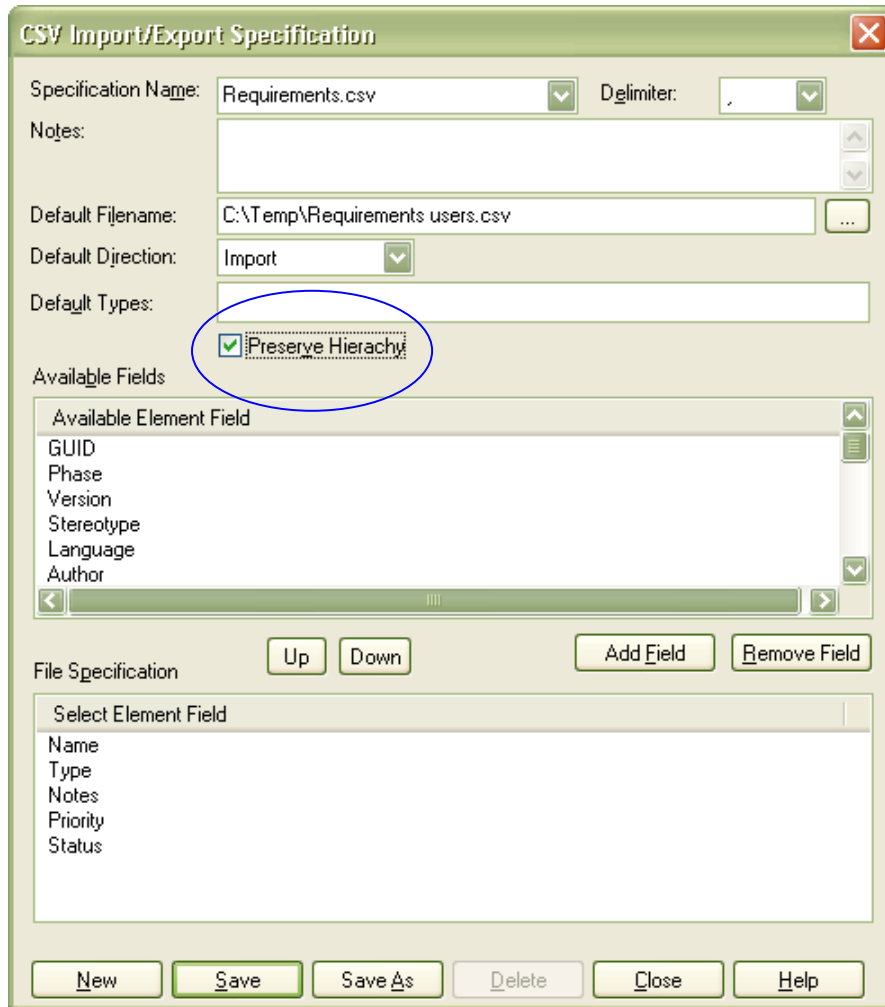 CSV Import/Export Specification
Specification Name: Requirements.csv Delimiter: ,
Notes:
Default Filename: C:\Temp\Requirements users.csv ...
Default Direction: Import
Default Types:
Preserve Hierachy
Available Fields
Available Element Field
GUID
Phase
Version
Stereotype
Language
Author
Up Down Add Field Remove Field
File Specification
Select Element Field
Name
Type
Notes
Priority
Status
New Save Save As Delete Close Help